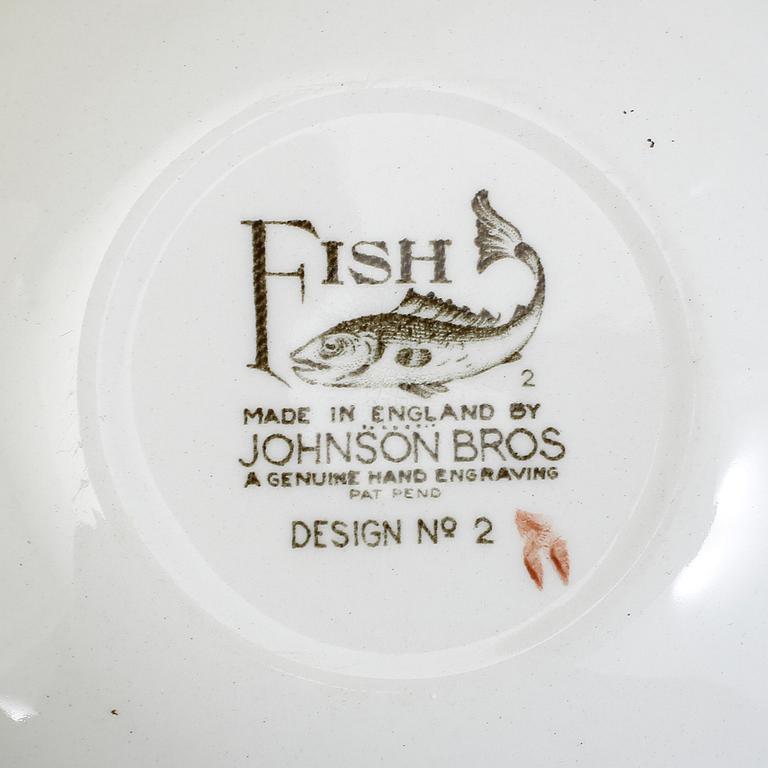 FISH
2
MADE IN ENGLAND BY
JOHNSON BROS
A GENUINE HAND ENGRAVING
PAT PEND
DESIGN Nº 2